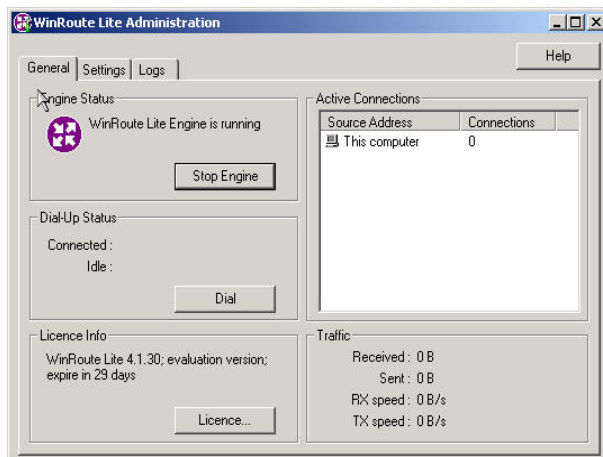 WinRoute Lite Administration
Help
General Settings Logs
Engine Status
WinRoute Lite Engine is running
Stop Engine
Dial-Up Status
Connected :
Idle :
Dial
Licence Info
WinRoute Lite 4.1.30; evaluation version;
expire in 29 days
Licence...
Active Connections
Source Address Connections
This computer 0
Traffic
Received : 0 B
Sent : 0 B
RX speed : 0 B/s
TX speed : 0 B/s